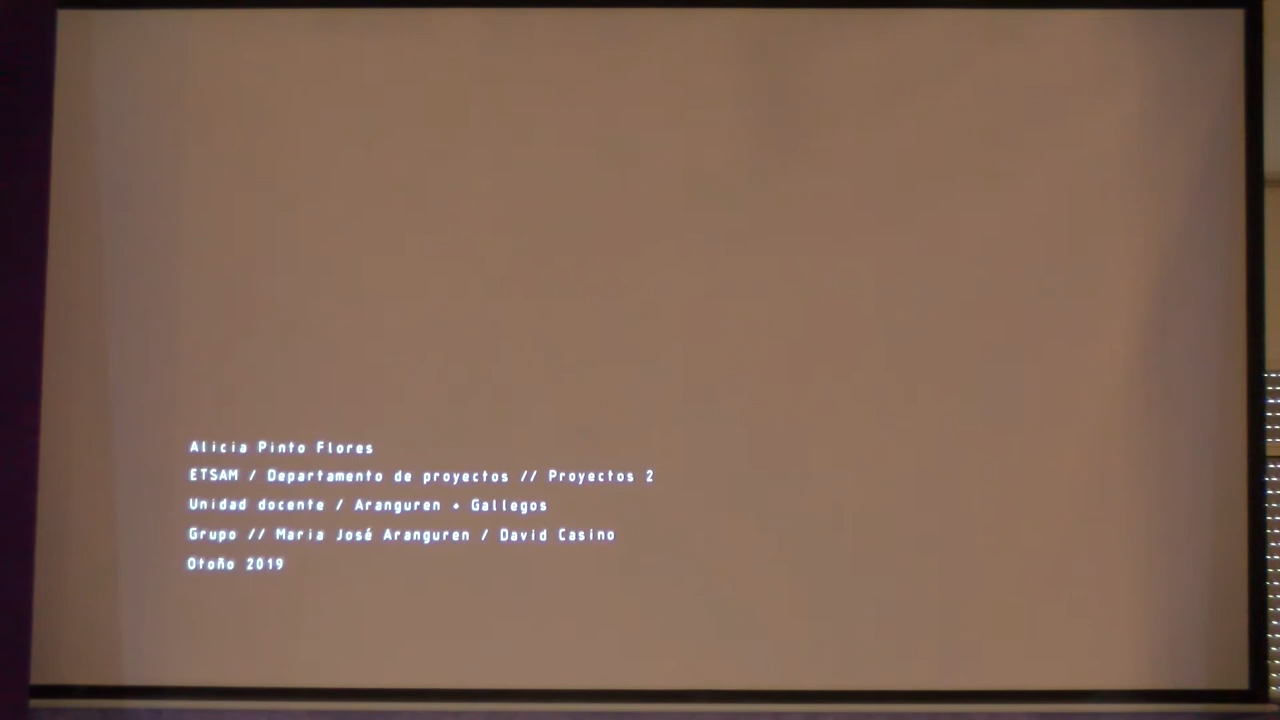 Alicia Pinto Flores
ETSAM / Departamento de proyectos // Proyectos 2
Unidad docente / Aranguren + Gallegos
Grupo // Maria José Aranguren / David Casino
Otoño 2019